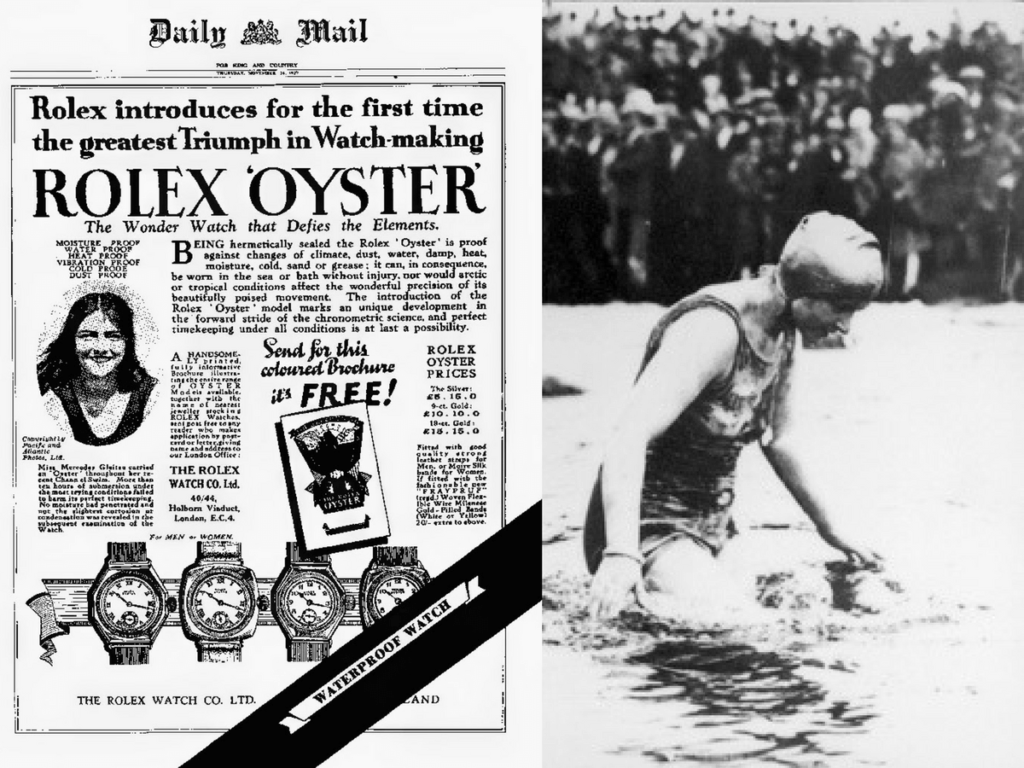 Daily Mail
FOR KING AND COUNTRY
THURSDAY, NOVEMBER 24, 1927
Rolex introduces for the first time
the greatest Triumph in Watch-making
ROLEX 'OYSTER'
The Wonder Watch that Defies the Elements.
MOISTURE PROOF
WATER PROOF
HEAT PROOF
VIBRATION PROOF
COLD PROOF
DUST PROOF
BEING hermetically sealed the Rolex 'Oyster' is proof
against changes of climate, dust, water, damp, heat,
moisture, cold, sand or grease; it can, in consequence,
be worn in the sea or bath without injury, nor would arctic
or tropical conditions affect the wonderful precision of its
beautifully poised movement. The introduction of the
Rolex 'Oyster' model marks an unique development in
the forward stride of the chronometric science, and perfect
timekeeping under all conditions is at last a possibility.
Copyright by
Pacific and
Atlantic
Photos, Ltd.
Miss Mercedes Gleitze carried
an "Oyster" throughout her re-
cent Channel Swim. More than
ten hours of submersion under
the most trying conditions failed
to harm its perfect timekeeping.
No moisture had penetrated and
not the slightest corrosion or
condensation was revealed in the
subsequent examination of the
Watch.
A HANDSOME-
LY printed,
fully informative
Brochure illustra-
ting the entire range
of OYSTER
Models available,
together with the
name of nearest
jeweller stocking
ROLEX Watches,
sent post free to any
reader who makes
application by post-
card or letter, giving
name and address to
our London Office:
THE ROLEX
WATCH CO. Ltd.
40/44,
Holborn Viaduct,
London, E.C.4.
Send for this
coloured Brochure
it's FREE!
OYSTER
ROLEX
OYSTER
PRICES
The Silver:
£5.15.0
9-ct. Gold:
£10.10.0
18-ct. Gold:
£15.15.0
Fitted with good
quality strong
leather straps for
Men, or Moire Silk
bands for Women.
If fitted with the
fashionable new
"FRAYPRUF"
(regd.) Woven Flex-
ible Wire Milanese
Gold-Filled Bands
(White or Yellow)
20/- extra to above.
For MEN or WOMEN.
WATERPROOF WATCH
THE ROLEX WATCH CO. LTD.
LAND